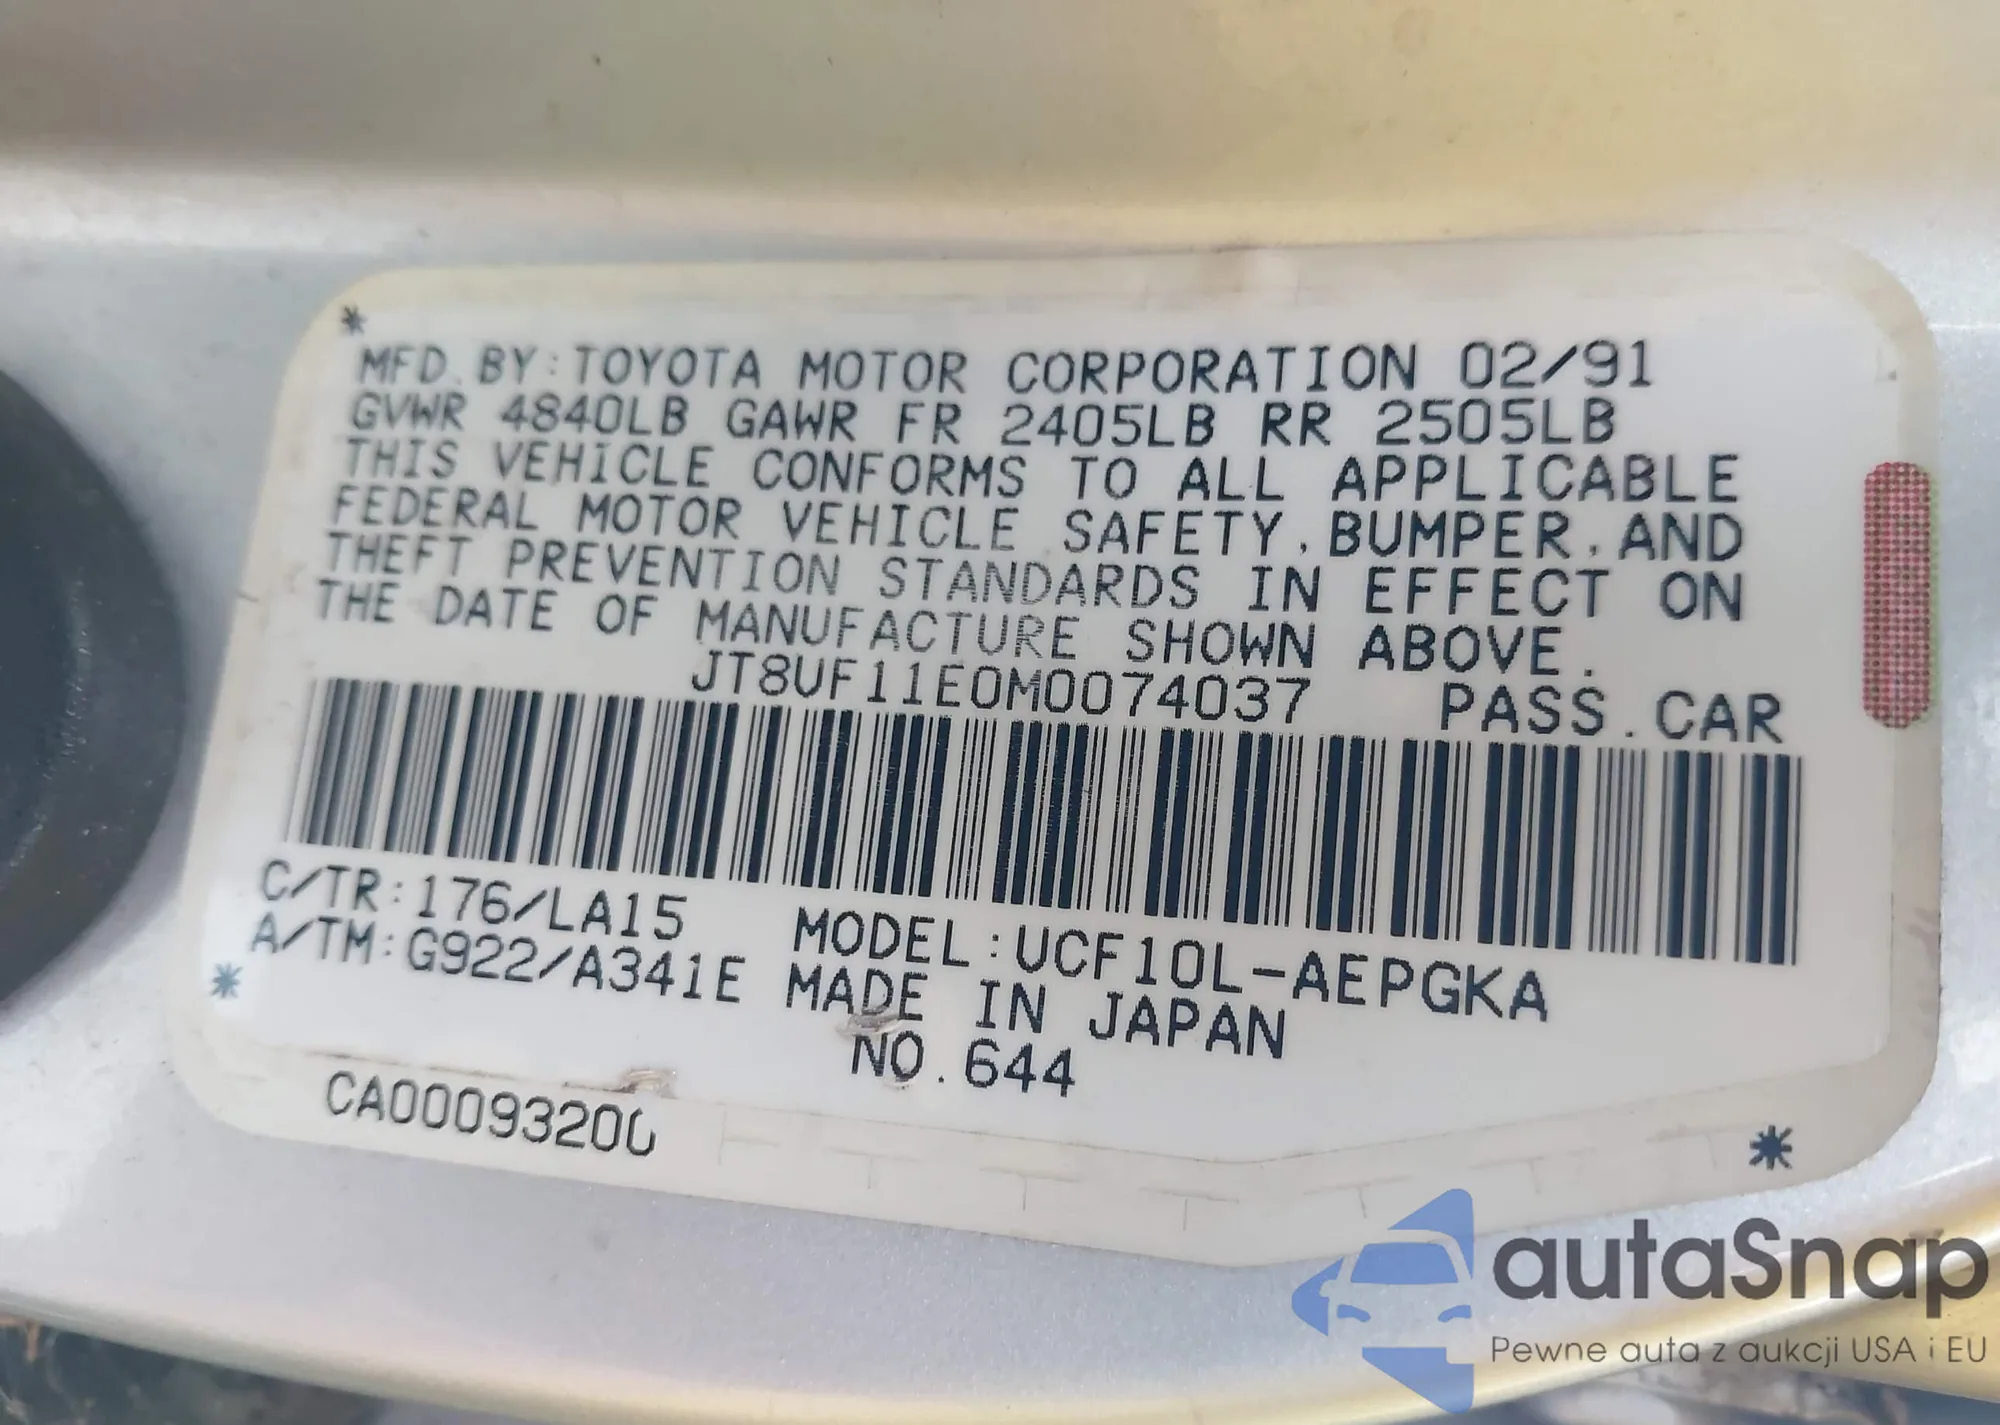 MFD. BY: TOYOTA MOTOR CORPORATION 02/91
GVWR 4840LB GAWR FR 2405LB RR 2505LB
THIS VEHICLE CONFORMS TO ALL APPLICABLE
FEDERAL MOTOR VEHICLE SAFETY, BUMPER, AND
THEFT PREVENTION STANDARDS IN EFFECT ON
THE DATE OF MANUFACTURE SHOWN ABOVE.
JT8UF11E0M0074037 PASS. CAR
C/TR: 176/LA15 MODEL: UCF10L-AEPGKA
A/TM: G922/A341E MADE IN JAPAN
NO. 644
CA00093200
autaSnap
Pewne auta z aukcji USA i EU